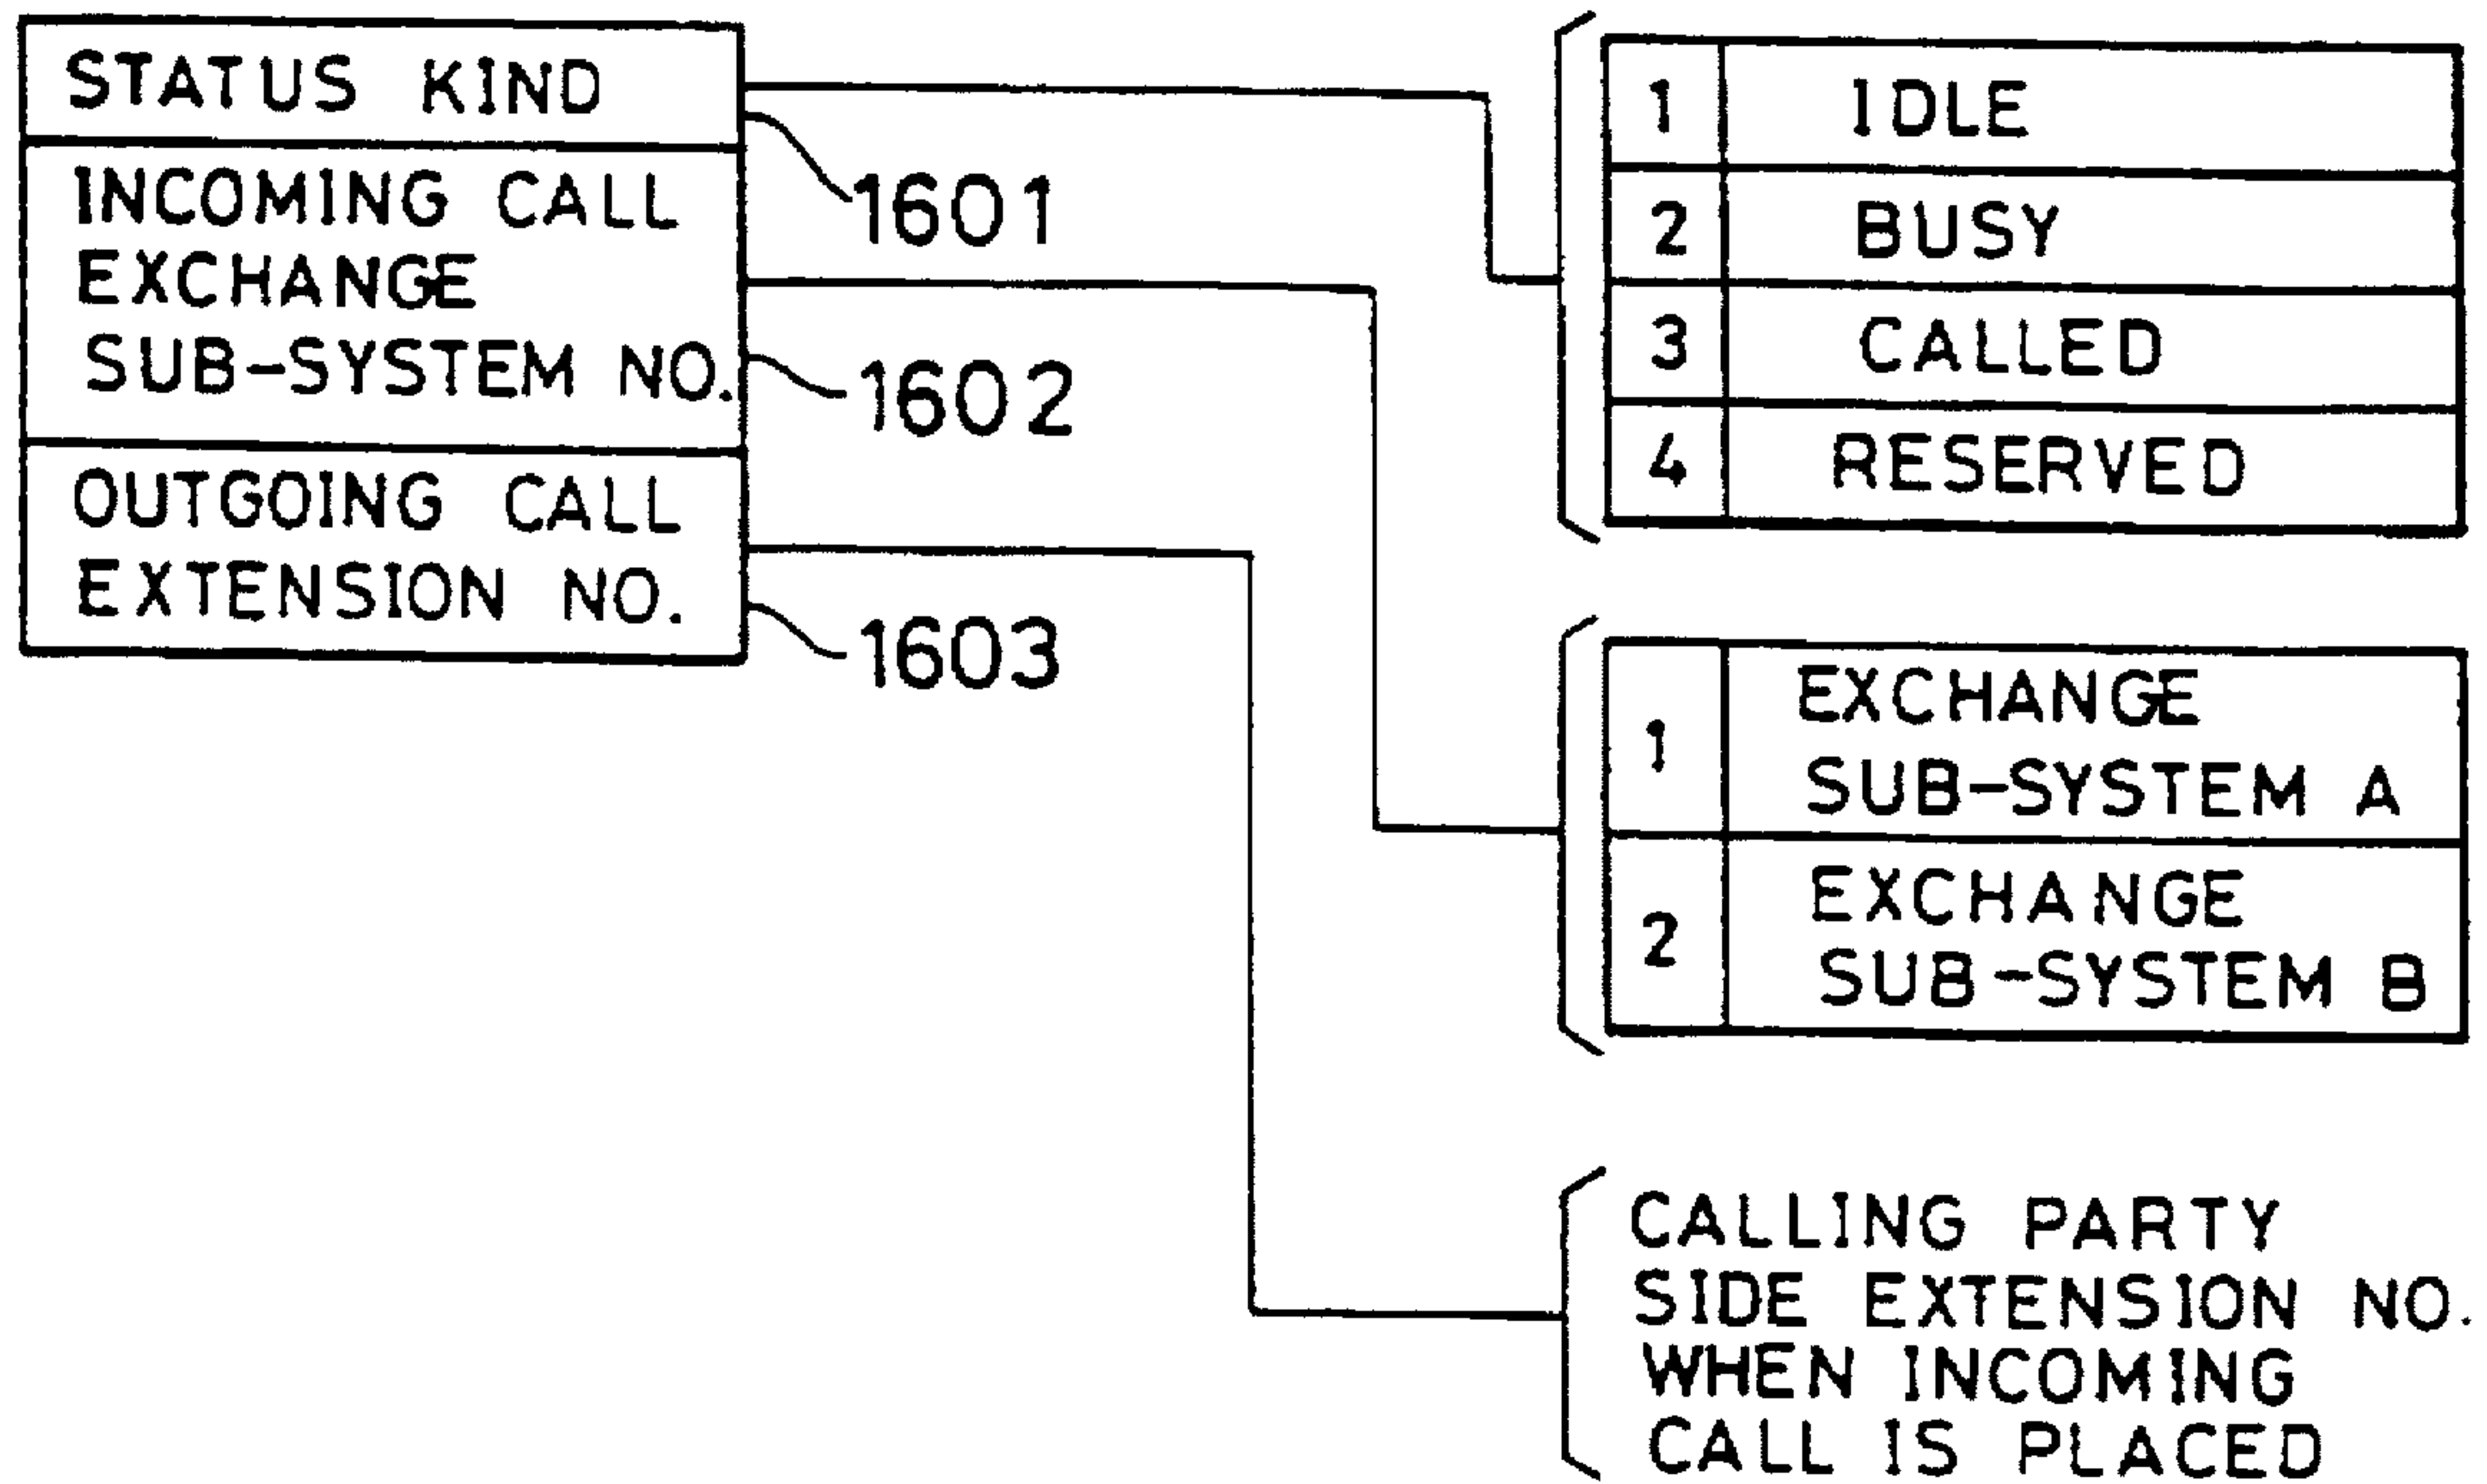 STATUS KIND
1601
INCOMING CALL
EXCHANGE
SUB-SYSTEM NO.
1602
OUTGOING CALL
EXTENSION NO.
1603
1 IDLE
2 BUSY
3 CALLED
4 RESERVED
1 EXCHANGE
SUB-SYSTEM A
2 EXCHANGE
SUB-SYSTEM B
CALLING PARTY
SIDE EXTENSION NO.
WHEN INCOMING
CALL IS PLACED